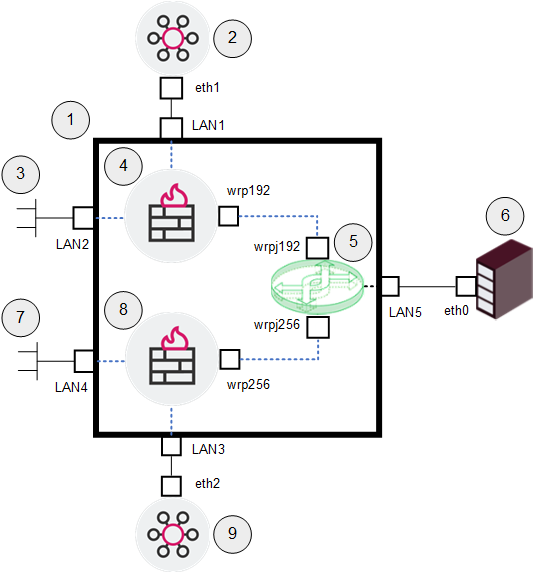 2
eth1
1
LAN1
4
3
wrp192
6
wrpj192
5
LAN2
LAN5
eth0
7
8
wrpj256
LAN4
wrp256
LAN3
eth2
9